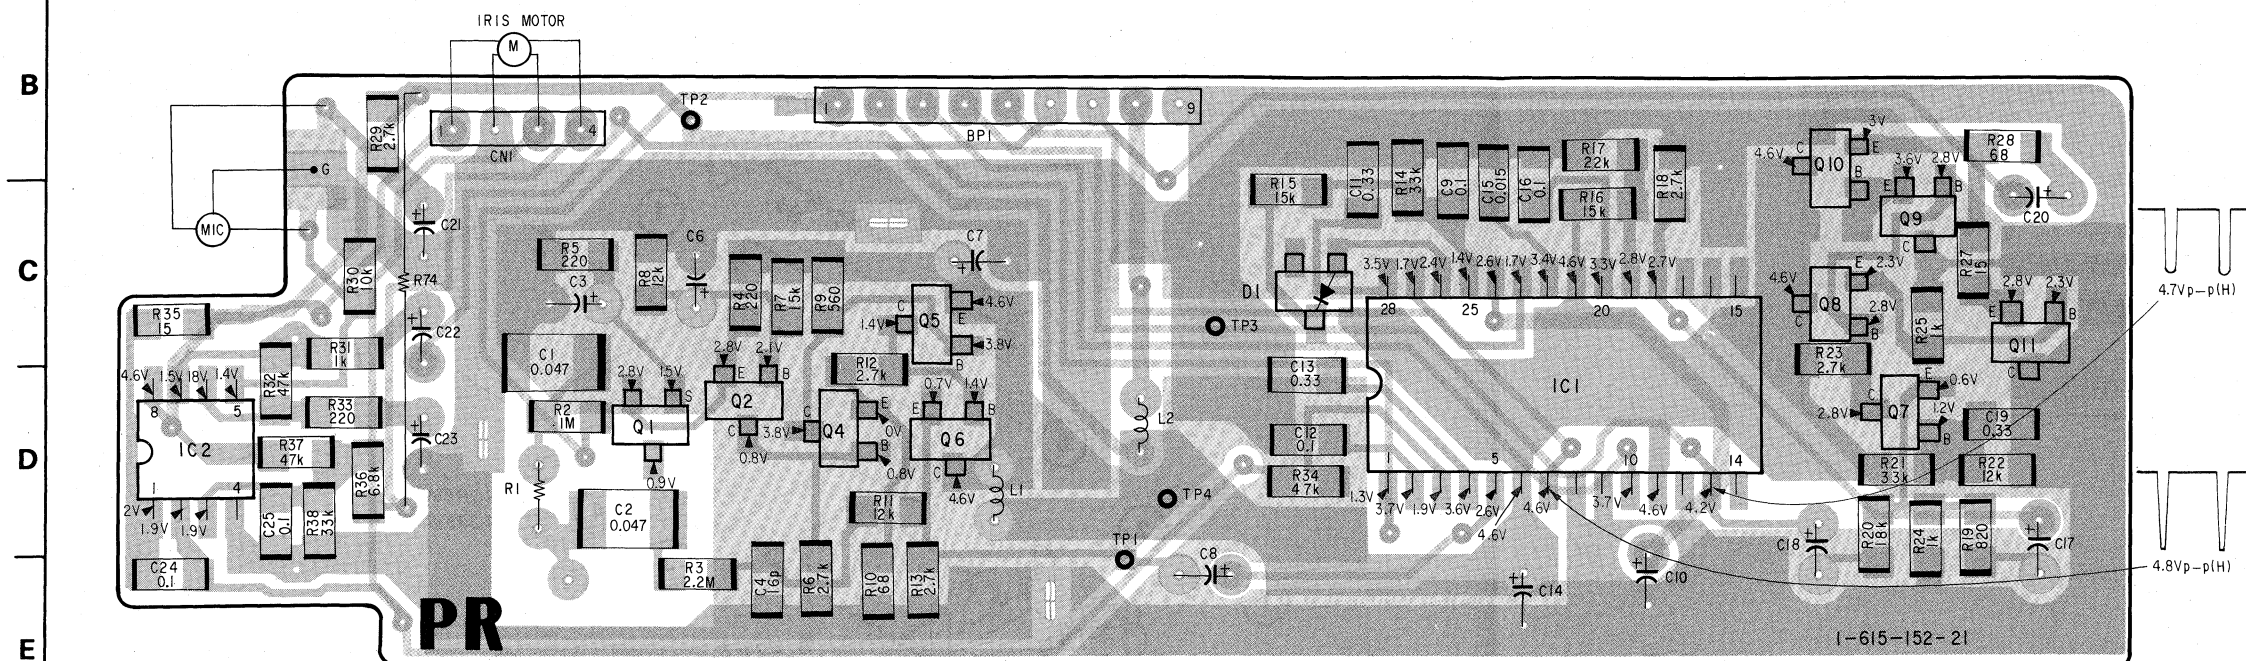 IRIS MOTOR
M
B
C
D
E
R29
2.7k
1
4
CN1
TP2
1
9
BP1
G
MIC
C21
R30
10k
R74
C22
C23
R35
15
R31
1k
R32
47k
R33
220
R37
47k
R36
6.8k
4.6V
1.5V
1.4V
8
5
IC2
1
4
2V
1.9V
1.9V
C25
0.1
R38
33k
C24
0.1
R5
220
C3
R8
12k
C6
R4
220
R7
R9
560
C7
C1
0.047
R2
1M
R1
C2
0.047
R3
2.2M
2.8V
1.5V
S
Q1
0.9V
2.8V
2.1V
E
B
Q2
C
0.8V
R12
2.7k
C
3.8V
Q4
E
0V
B
0.8V
C
1.4V
Q5
4.6V
E
3.8V
B
0.7V
1.4V
E
B
Q6
C
4.6V
L1
R11
12k
C4
R6
2.7k
R10
68
R13
2.7k
PR
TP1
C8
TP3
TP4
L2
R15
15k
C11
0.33
R14
33k
C9
0.1
C15
0.015
C16
0.1
R17
R16
15k
R18
2.7k
D1
3.5V
1.7V
2.4V
1.4V
2.6V
1.7V
3.4V
4.6V
3.3V
2.8V
2.7V
28
25
20
15
IC1
1
5
10
14
1.3V
3.7V
1.9V
3.6V
2.6V
4.6V
4.6V
3.7V
4.6V
4.2V
C13
0.33
C12
0.1
R34
C14
C10
C18
4.6V
C
Q10
3V
E
B
3.6V
2.8V
E
B
Q9
C
R28
68
C20
R27
15
4.6V
C
Q8
E
2.3V
2.8V
B
R25
1k
R23
2.7k
2.8V
2.3V
E
B
Q11
C
C
2.8V
Q7
E
0.6V
1.2V
B
C19
0.33
R21
33k
R22
12k
R20
18k
R24
1k
R19
820
C17
4.7Vp-p(H)
4.8Vp-p(H)
1-615-152-21